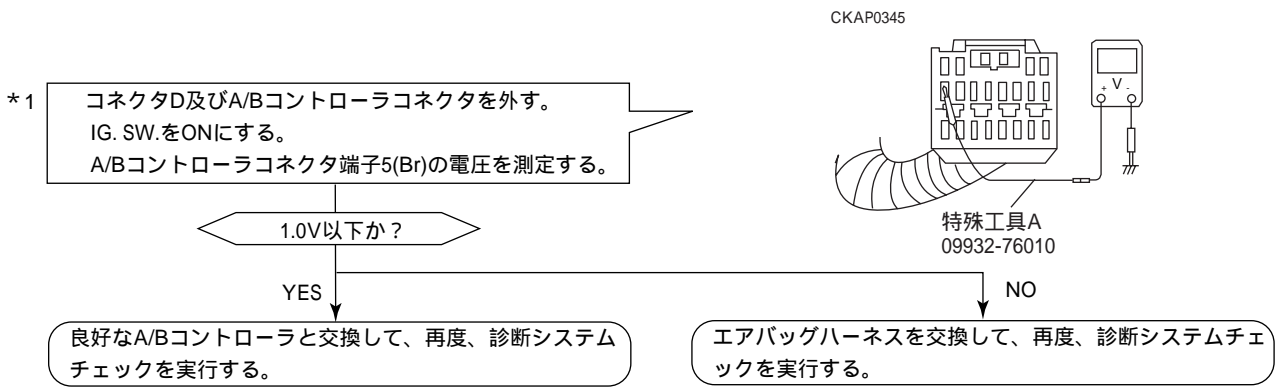 CKAP0345
*1
コネクタD及びA/Bコントローラコネクタを外す。
IG. SW.をONにする。
A/Bコントローラコネクタ端子5(Br)の電圧を測定する。
+ V -
特殊工具A
09932-76010
1.0V以下か？
YES
NO
良好なA/Bコントローラと交換して、再度、診断システム
チェックを実行する。
エアバッグハーネスを交換して、再度、診断システムチェ
ックを実行する。